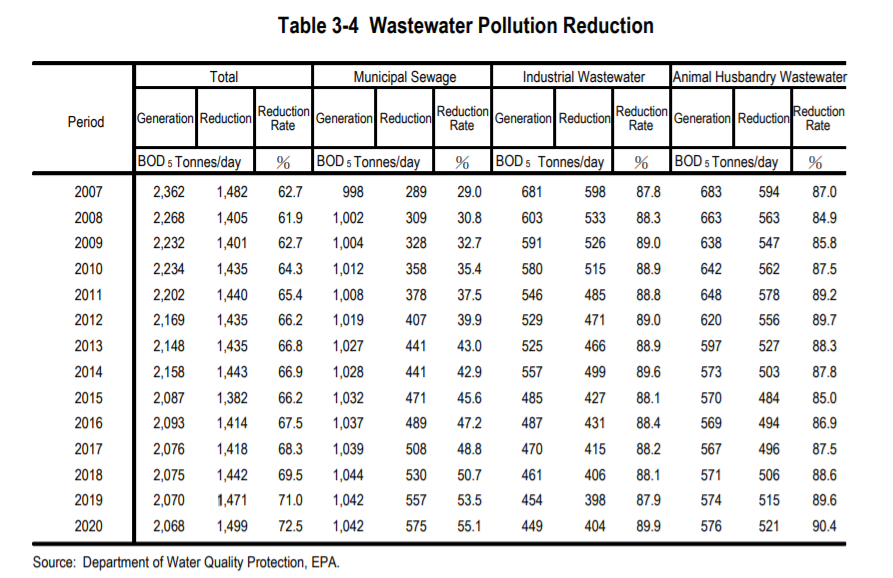 Table 3-4 Wastewater Pollution Reduction
Period Total Municipal Sewage Industrial Wastewater Animal Husbandry Wastewater
Generation Reduction Reduction Rate Generation Reduction Reduction Rate Generation Reduction Reduction Rate Generation Reduction Reduction Rate
BOD 5 Tonnes/day % BOD 5 Tonnes/day % BOD 5 Tonnes/day % BOD 5 Tonnes/day %
2007 2,362 1,482 62.7 998 289 29.0 681 598 87.8 683 594 87.0
2008 2,268 1,405 61.9 1,002 309 30.8 603 533 88.3 663 563 84.9
2009 2,232 1,401 62.7 1,004 328 32.7 591 526 89.0 638 547 85.8
2010 2,234 1,435 64.3 1,012 358 35.4 580 515 88.9 642 562 87.5
2011 2,202 1,440 65.4 1,008 378 37.5 546 485 88.8 648 578 89.2
2012 2,169 1,435 66.2 1,019 407 39.9 529 471 89.0 620 556 89.7
2013 2,148 1,435 66.8 1,027 441 43.0 525 466 88.9 597 527 88.3
2014 2,158 1,443 66.9 1,028 441 42.9 557 499 89.6 573 503 87.8
2015 2,087 1,382 66.2 1,032 471 45.6 485 427 88.1 570 484 85.0
2016 2,093 1,414 67.5 1,037 489 47.2 487 431 88.4 569 494 86.9
2017 2,076 1,418 68.3 1,039 508 48.8 470 415 88.2 567 496 87.5
2018 2,075 1,442 69.5 1,044 530 50.7 461 406 88.1 571 506 88.6
2019 2,070 1,471 71.0 1,042 557 53.5 454 398 87.9 574 515 89.6
2020 2,068 1,499 72.5 1,042 575 55.1 449 404 89.9 576 521 90.4
Source: Department of Water Quality Protection, EPA.